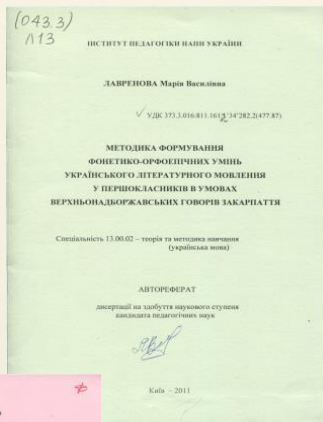 (043.3)
Л13
ІНСТИТУТ ПЕДАГОГІКИ НАПН УКРАЇНИ
ЛАВРЕНОВА Марія Василівна
УДК 373.3.016:811.161.2’34’282.2(477.87)
МЕТОДИКА ФОРМУВАННЯ
ФОНЕТИКО-ОРФОЕПІЧНИХ УМІНЬ
УКРАЇНСЬКОГО ЛІТЕРАТУРНОГО МОВЛЕННЯ
У ПЕРШОКЛАСНИКІВ В УМОВАХ
ВЕРХНЬОНАДБОРЖАВСЬКИХ ГОВОРІВ ЗАКАРПАТТЯ
Спеціальність 13.00.02 – теорія та методика навчання
(українська мова)
АВТОРЕФЕРАТ
дисертації на здобуття наукового ступеня
кандидата педагогічних наук
Київ – 2011